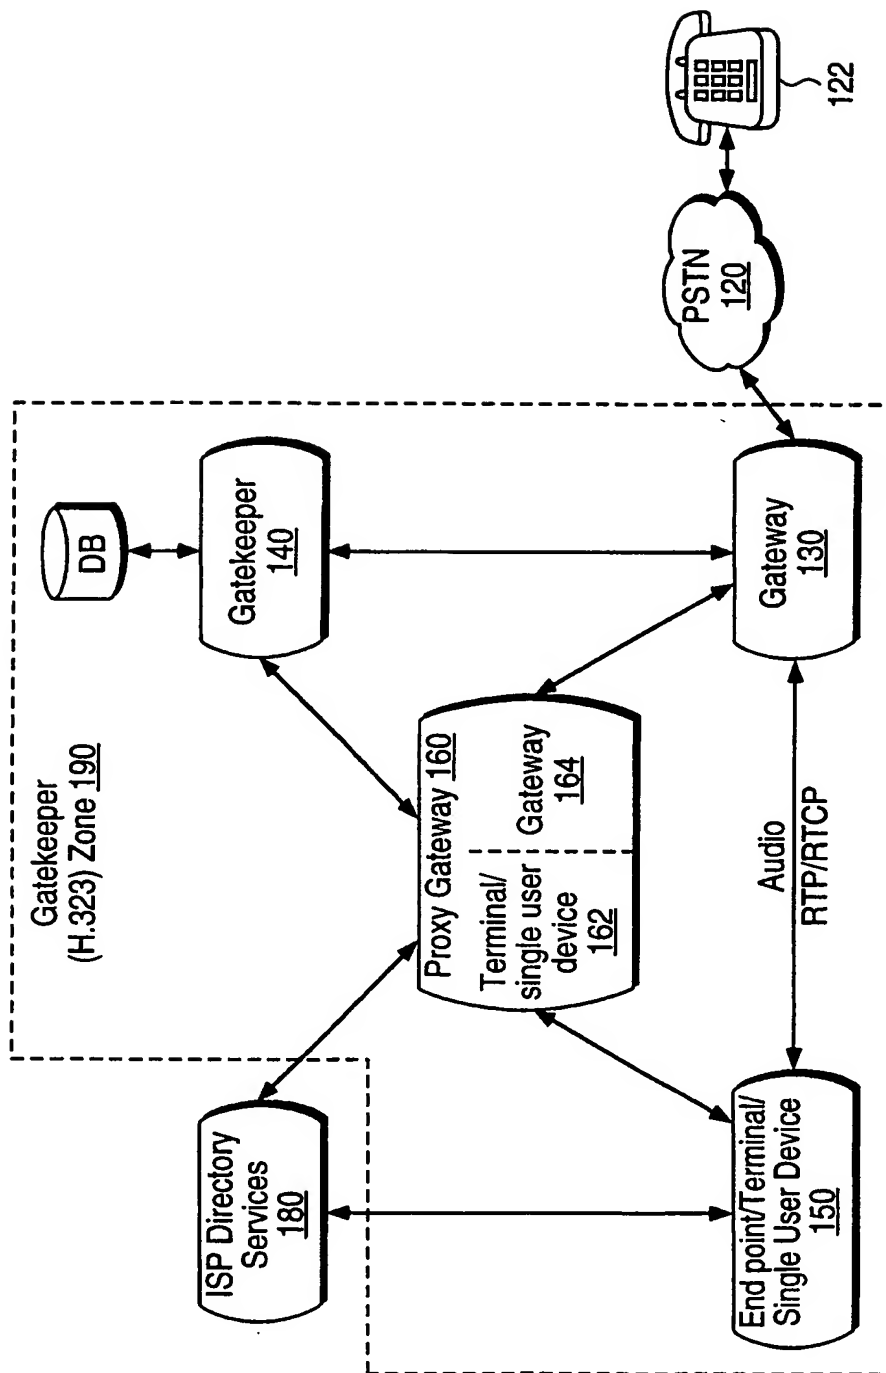 Gatekeeper
(H.323) Zone 190
DB
Gatekeeper
140
ISP Directory
Services
180
Proxy Gateway 160
Terminal/
single user
device
162
Gateway
164
End point/Terminal/
Single User Device
150
Audio
RTP/RTCP
Gateway
130
PSTN
120
122